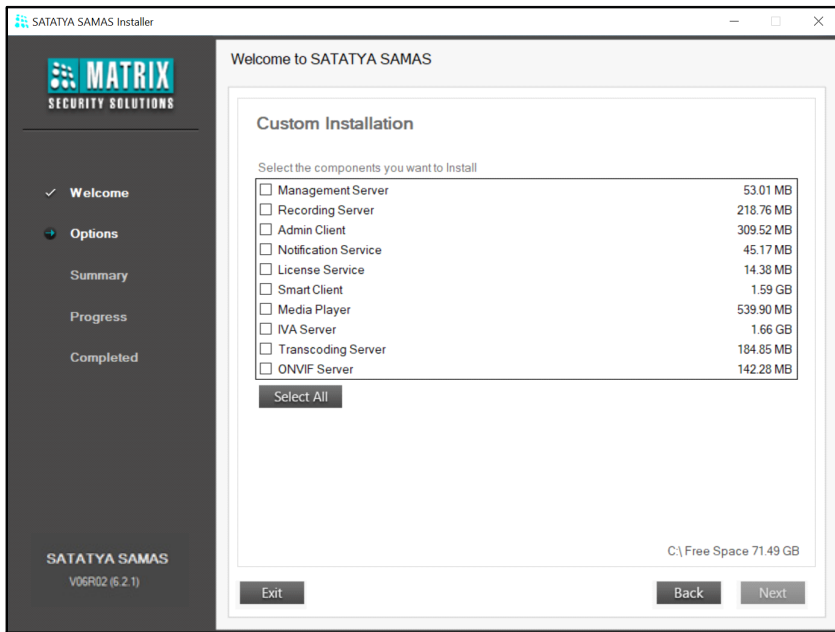 SATATYA SAMAS Installer
MATRIX
SECURITY SOLUTIONS
Welcome
Options
Summary
Progress
Completed
SATATYA SAMAS
V06R02 (6.2.1)
Welcome to SATATYA SAMAS
Custom Installation
Select the components you want to Install
Management Server 53.01 MB
Recording Server 218.76 MB
Admin Client 309.52 MB
Notification Service 45.17 MB
License Service 14.38 MB
Smart Client 1.59 GB
Media Player 539.90 MB
IVA Server 1.66 GB
Transcoding Server 184.85 MB
ONVIF Server 142.28 MB
Select All
C:\ Free Space 71.49 GB
Exit Back Next